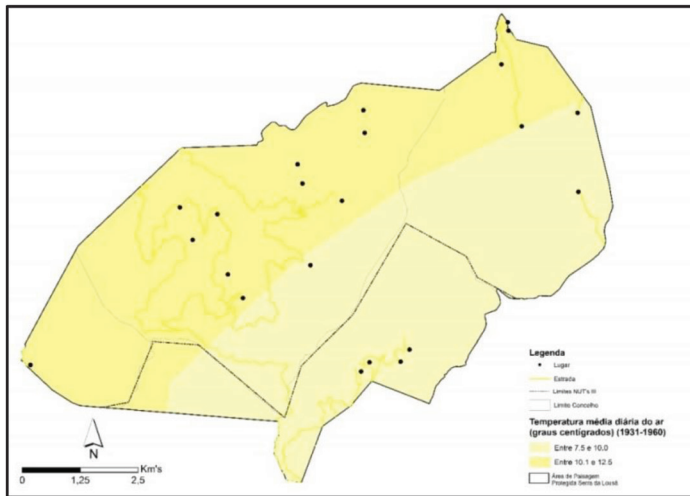 Legenda
Lugar
Estrada
Limites NUT's III
Limite Concelho
Temperatura média diária do ar
(graus centígrados) (1931-1960)
Entre 7.5 e 10.0
Entre 10.1 e 12.5
Área de Paisagem
Protegida Serra da Lousã
N
Km's
0 1,25 2,5